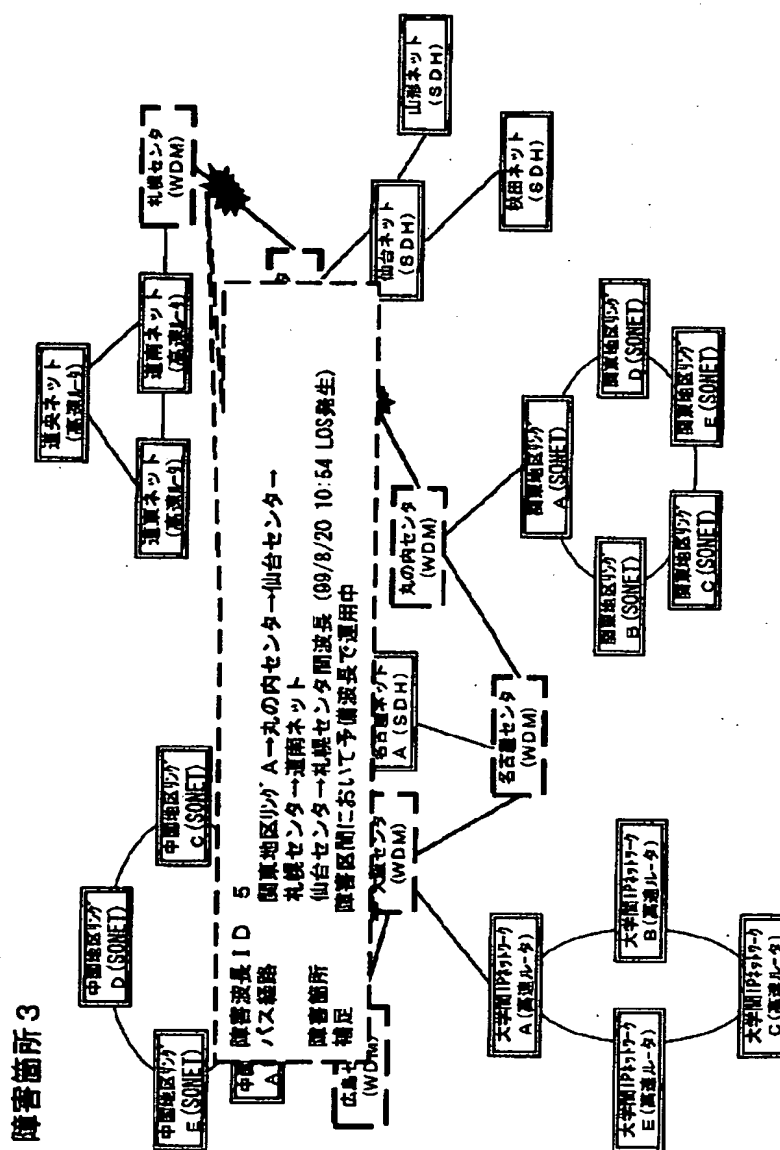 障害箇所3
中国地区リング
D(SONET)
中国地区リング
E(SONET)
中国地区リング
C(SONET)
中国
A
広島セ
(WDM)
道央ネット
(高速ルータ)
道東ネット
(高速ルータ)
道南ネット
(高速ルータ)
札幌センタ
(WDM)
障害波長ID 5
パス経路 関東地区リング A→丸の内センタ→仙台センタ→
札幌センタ→道南ネット
障害箇所 仙台センタ→札幌センタ間波長 (99/8/20 10:54 LOS発生)
補足 障害区間において予備波長で運用中
タ
仙台ネット
(SDH)
山形ネット
(SDH)
秋田ネット
(SDH)
大阪センタ
(WDM)
名古屋ネット
A(SDH)
丸の内センタ
(WDM)
名古屋センタ
(WDM)
大学間IPネットワーク
A(高速ルータ)
大学間IPネットワーク
B(高速ルータ)
大学間IPネットワーク
E(高速ルータ)
大学間IPネットワーク
C(高速ルータ)
関東地区リング
A(SONET)
関東地区リング
B(SONET)
関東地区リング
D(SONET)
関東地区リング
C(SONET)
関東地区リング
E(SONET)